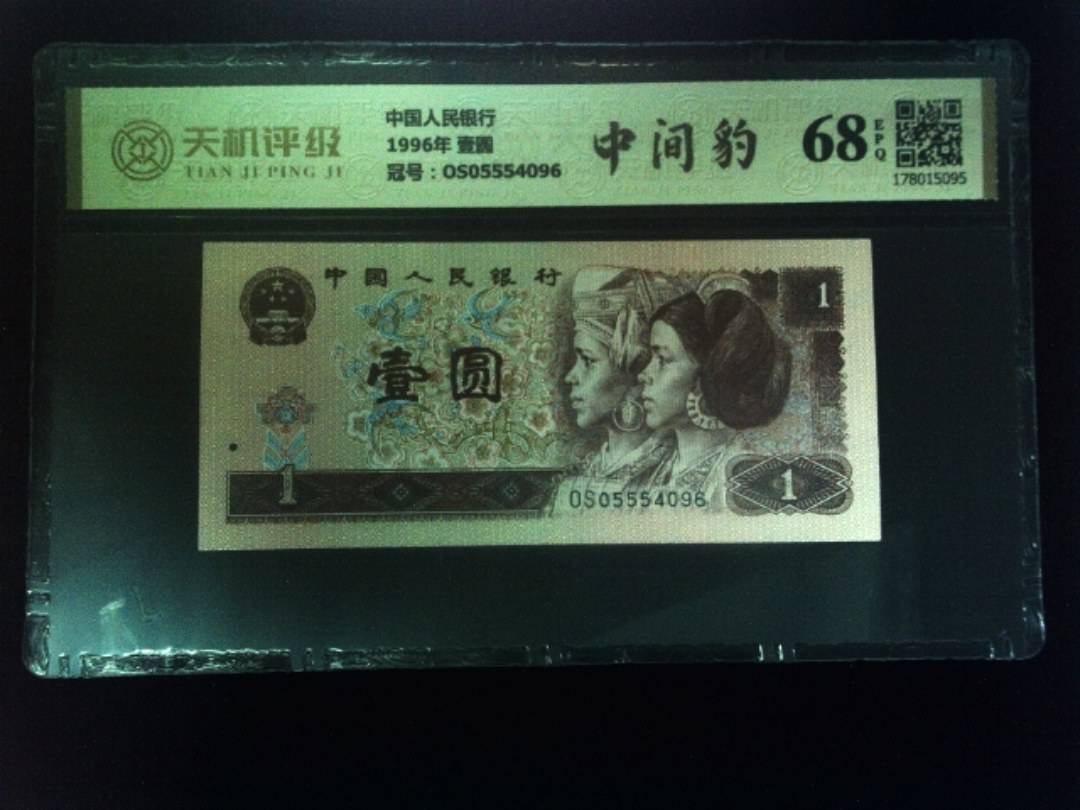 天机评级
TIAN JI PING JI
中国人民银行
1996年 壹圆
冠号：OS05554096
中间豹
68
EPQ
178015095
中国人民银行
1
壹圆
1
OS05554096
1